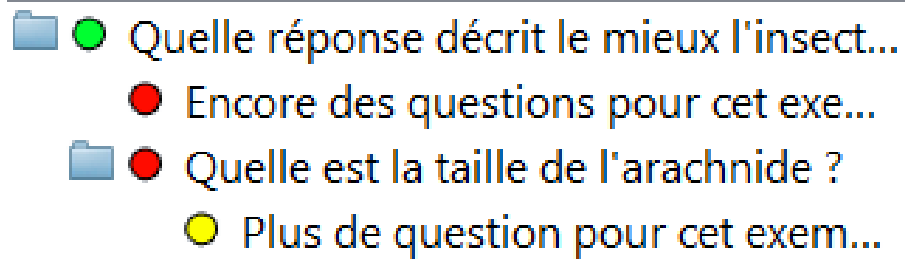 Quelle réponse décrit le mieux l'insect...
Encore des questions pour cet exe...
Quelle est la taille de l'arachnide ?
Plus de question pour cet exem...